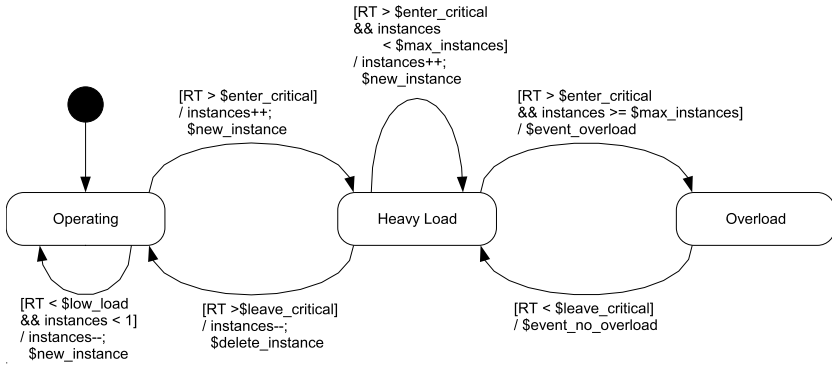 [RT > $enter_critical
&& instances
< $max_instances]
/ instances++;
$new_instance
[RT > $enter_critical]
/ instances++;
$new_instance
[RT > $enter_critical
&& instances >= $max_instances]
/ $event_overload
Operating
Heavy Load
Overload
[RT < $low_load
&& instances < 1]
/ instances--;
$new_instance
[RT >$leave_critical]
/ instances--;
$delete_instance
[RT < $leave_critical]
/ $event_no_overload